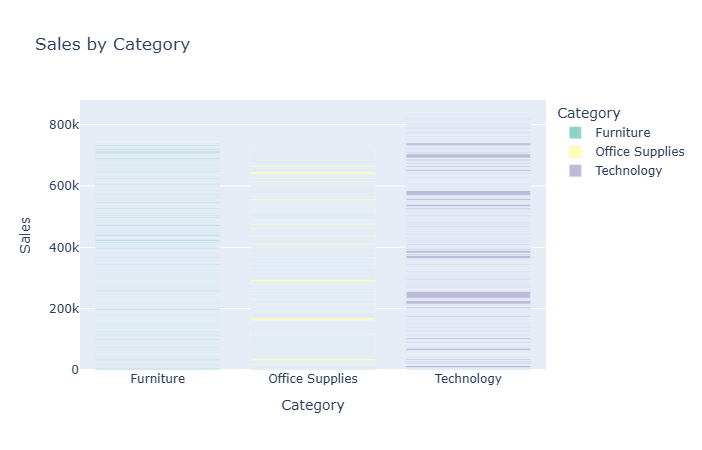 Sales by Category
Category
Furniture
Office Supplies
Technology
Sales
800k
600k
400k
200k
0
Furniture
Office Supplies
Technology
Category